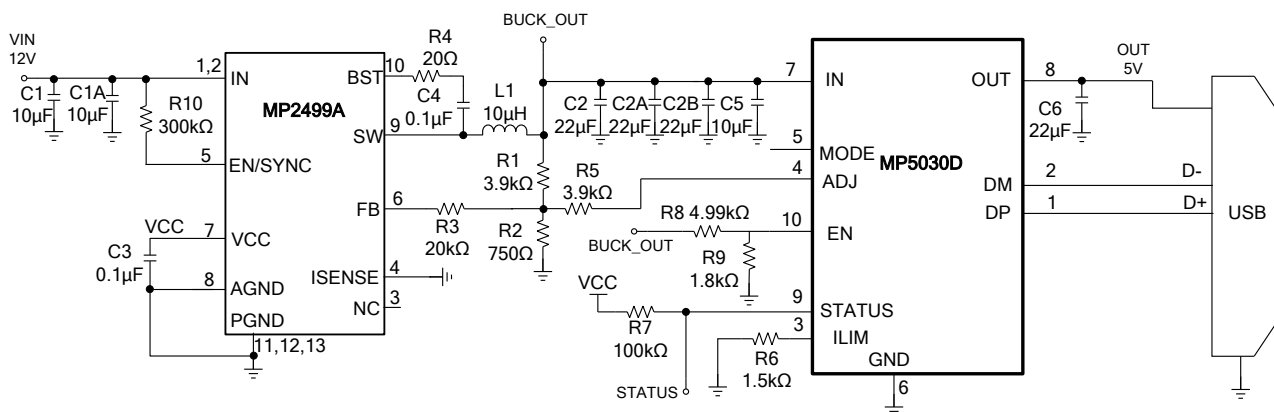 BUCK_OUT
VIN
12V
C1
10µF
C1A
10µF
R10
300kΩ
1,2
IN
5
EN/SYNC
VCC
7
VCC
C3
0.1µF
8
AGND
PGND
11,12,13
MP2499A
BST
10
SW
9
FB
6
ISENSE
4
NC
3
R4
20Ω
C4
0.1µF
L1
10µH
R1
3.9kΩ
R3
20kΩ
R2
750Ω
R5
3.9kΩ
C2
22µF
C2A
22µF
C2B
22µF
C5
10µF
R8 4.99kΩ
BUCK_OUT
R9
1.8kΩ
VCC
R7
100kΩ
STATUS
R6
1.5kΩ
7
IN
5
MODE
4
ADJ
10
EN
9
STATUS
3
ILIM
GND
6
MP5030D
OUT
8
DM
2
DP
1
OUT
5V
C6
22µF
D-
D+
USB